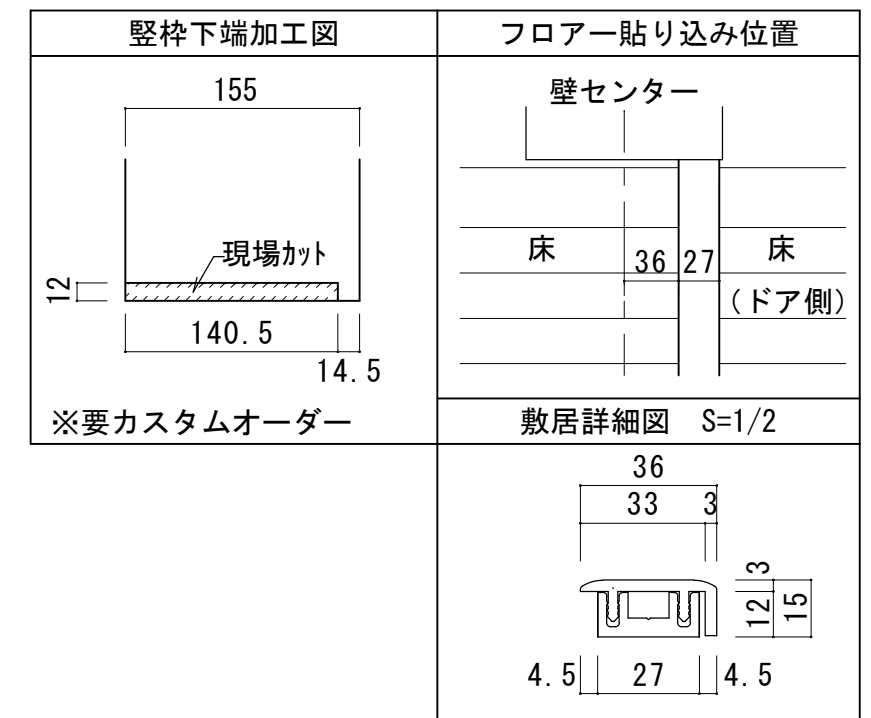 竪枠下端加工図
155
現場ｶｯﾄ
12
140.5
14.5
※要カスタムオーダー
フロアー貼り込み位置
壁センター
床
36
27
床
(ドア側)
敷居詳細図 S=1/2
36
33
3
3
12
15
4.5
27
4.5